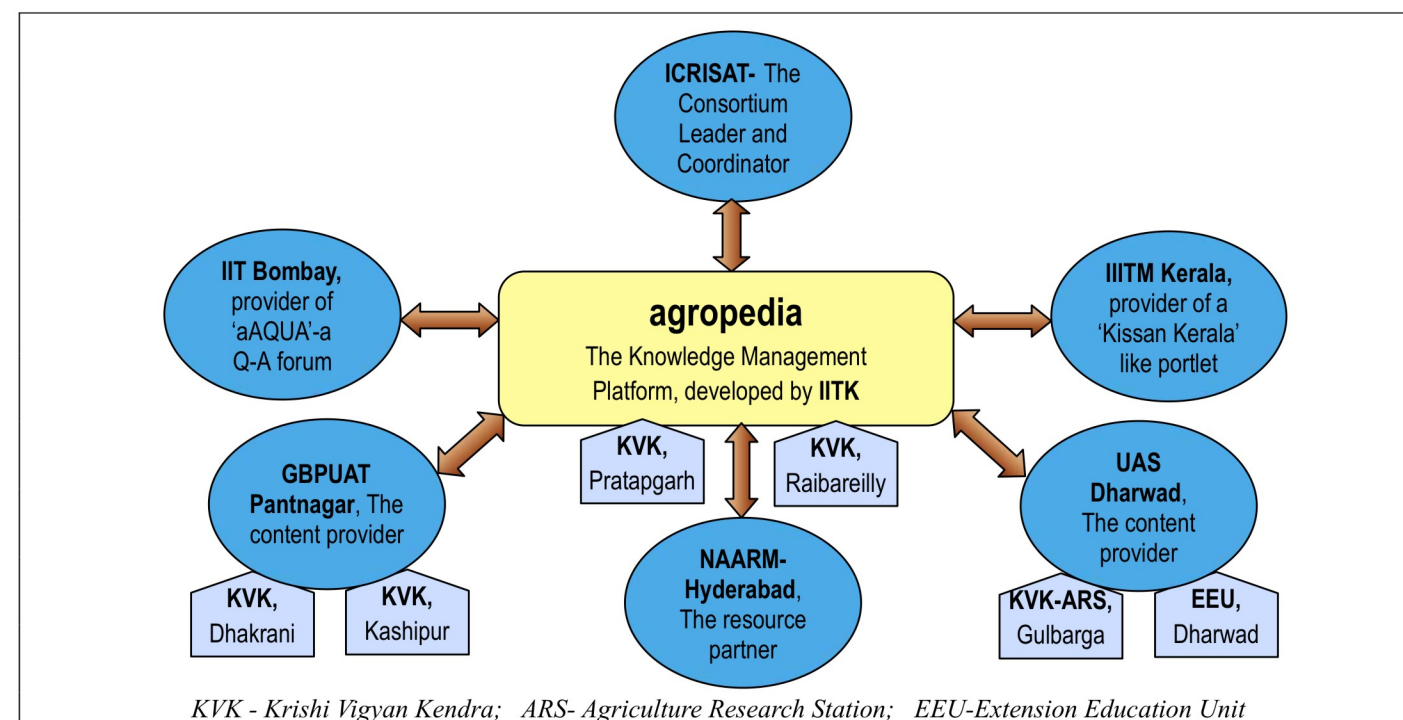 ICRISAT- The
Consortium
Leader and
Coordinator
IIT Bombay,
provider of
'aAQUA'-a
Q-A forum
agropedia
The Knowledge Management
Platform, developed by IITK
IIITM Kerala,
provider of a
'Kissan Kerala'
like portlet
GBPUAT
Pantnagar, The
content provider
KVK,
Pratapgarh
KVK,
Raibareilly
UAS
Dharwad,
The content
provider
KVK,
Dhakrani
KVK,
Kashipur
NAARM-
Hyderabad,
The resource
partner
KVK-ARS,
Gulbarga
EEU,
Dharwad
KVK - Krishi Vigyan Kendra; ARS- Agriculture Research Station; EEU-Extension Education Unit